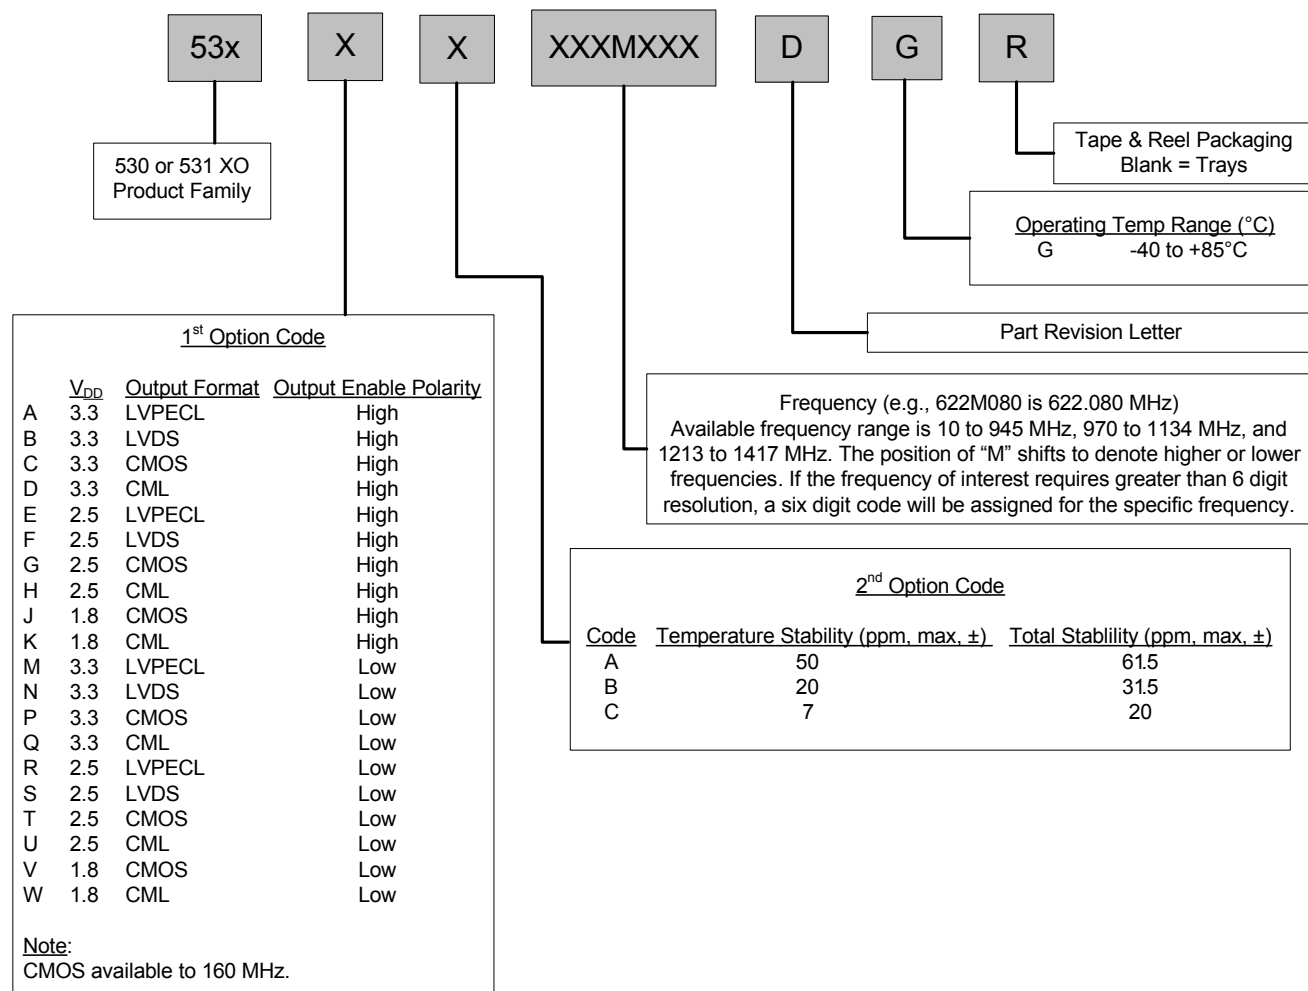 53x X X XXXMXXX D G R
530 or 531 XO
Product Family
Tape & Reel Packaging
Blank = Trays
Operating Temp Range (°C)
G -40 to +85°C
Part Revision Letter
Frequency (e.g., 622M080 is 622.080 MHz)
Available frequency range is 10 to 945 MHz, 970 to 1134 MHz, and
1213 to 1417 MHz. The position of “M” shifts to denote higher or lower
frequencies. If the frequency of interest requires greater than 6 digit
resolution, a six digit code will be assigned for the specific frequency.
1st Option Code
VDD Output Format Output Enable Polarity
A 3.3 LVPECL High
B 3.3 LVDS High
C 3.3 CMOS High
D 3.3 CML High
E 2.5 LVPECL High
F 2.5 LVDS High
G 2.5 CMOS High
H 2.5 CML High
J 1.8 CMOS High
K 1.8 CML High
M 3.3 LVPECL Low
N 3.3 LVDS Low
P 3.3 CMOS Low
Q 3.3 CML Low
R 2.5 LVPECL Low
S 2.5 LVDS Low
T 2.5 CMOS Low
U 2.5 CML Low
V 1.8 CMOS Low
W 1.8 CML Low
Note:
CMOS available to 160 MHz.
2nd Option Code
Code Temperature Stability (ppm, max, ±) Total Stablility (ppm, max, ±)
A 50 61.5
B 20 31.5
C 7 20